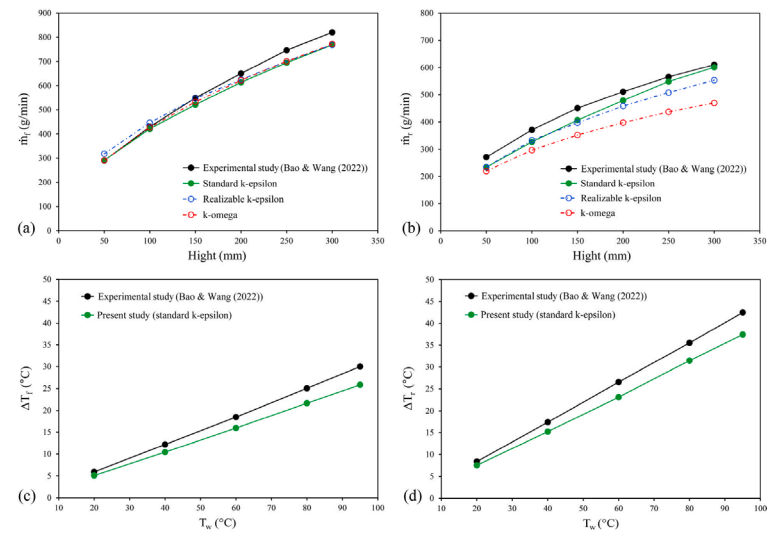 (a)
ṁf (g/min)
900
800
700
600
500
400
300
200
100
0
Experimental study (Bao & Wang (2022))
Standard k-epsilon
Realizable k-epsilon
k-omega
0 50 100 150 200 250 300 350
Hight (mm)
(b)
ṁr (g/min)
800
700
600
500
400
300
200
100
0
Experimental study (Bao & Wang (2022))
Standard k-epsilon
Realizable k-epsilon
k-omega
0 50 100 150 200 250 300 350
Hight (mm)
(c)
ΔTf (°C)
50
45
40
35
30
25
20
15
10
5
0
Experimental study (Bao & Wang (2022))
Present study (standard k-epsilon)
10 20 30 40 50 60 70 80 90 100
Tw (°C)
(d)
ΔTr (°C)
50
45
40
35
30
25
20
15
10
5
0
Experimental study (Bao & Wang (2022))
Present study (standard k-epsilon)
10 20 30 40 50 60 70 80 90 100
Tw (°C)